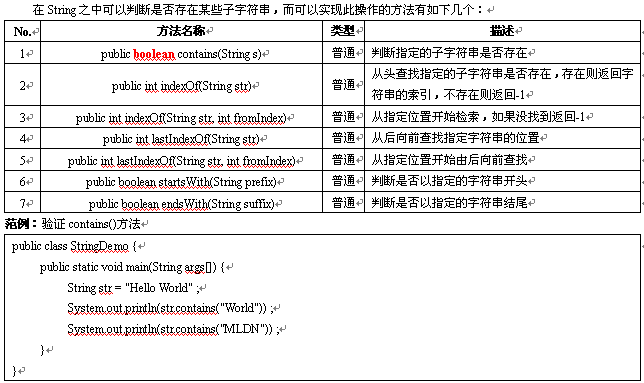 在 String 之中可以判断是否存在某些子字符串，而可以实现此操作的方法有如下几个：
No. 方法名称 类型 描述
1 public boolean contains(String s) 普通 判断指定的子字符串是否存在
2 public int indexOf(String str) 普通 从头查找指定的子字符串是否存在，存在则返回字
符串的索引，不存在则返回-1
3 public int indexOf(String str, int fromIndex) 普通 从指定位置开始检索，如果没找到返回-1
4 public int lastIndexOf(String str) 普通 从后向前查找指定字符串的位置
5 public int lastIndexOf(String str, int fromIndex) 普通 从指定位置开始由后向前查找
6 public boolean startsWith(String prefix) 普通 判断是否以指定的字符串开头
7 public boolean endsWith(String suffix) 普通 判断是否以指定的字符串结尾
范例：验证 contains()方法
public class StringDemo {
public static void main(String args[]) {
String str = "Hello World" ;
System.out.println(str.contains("World")) ;
System.out.println(str.contains("MLDN")) ;
}
}